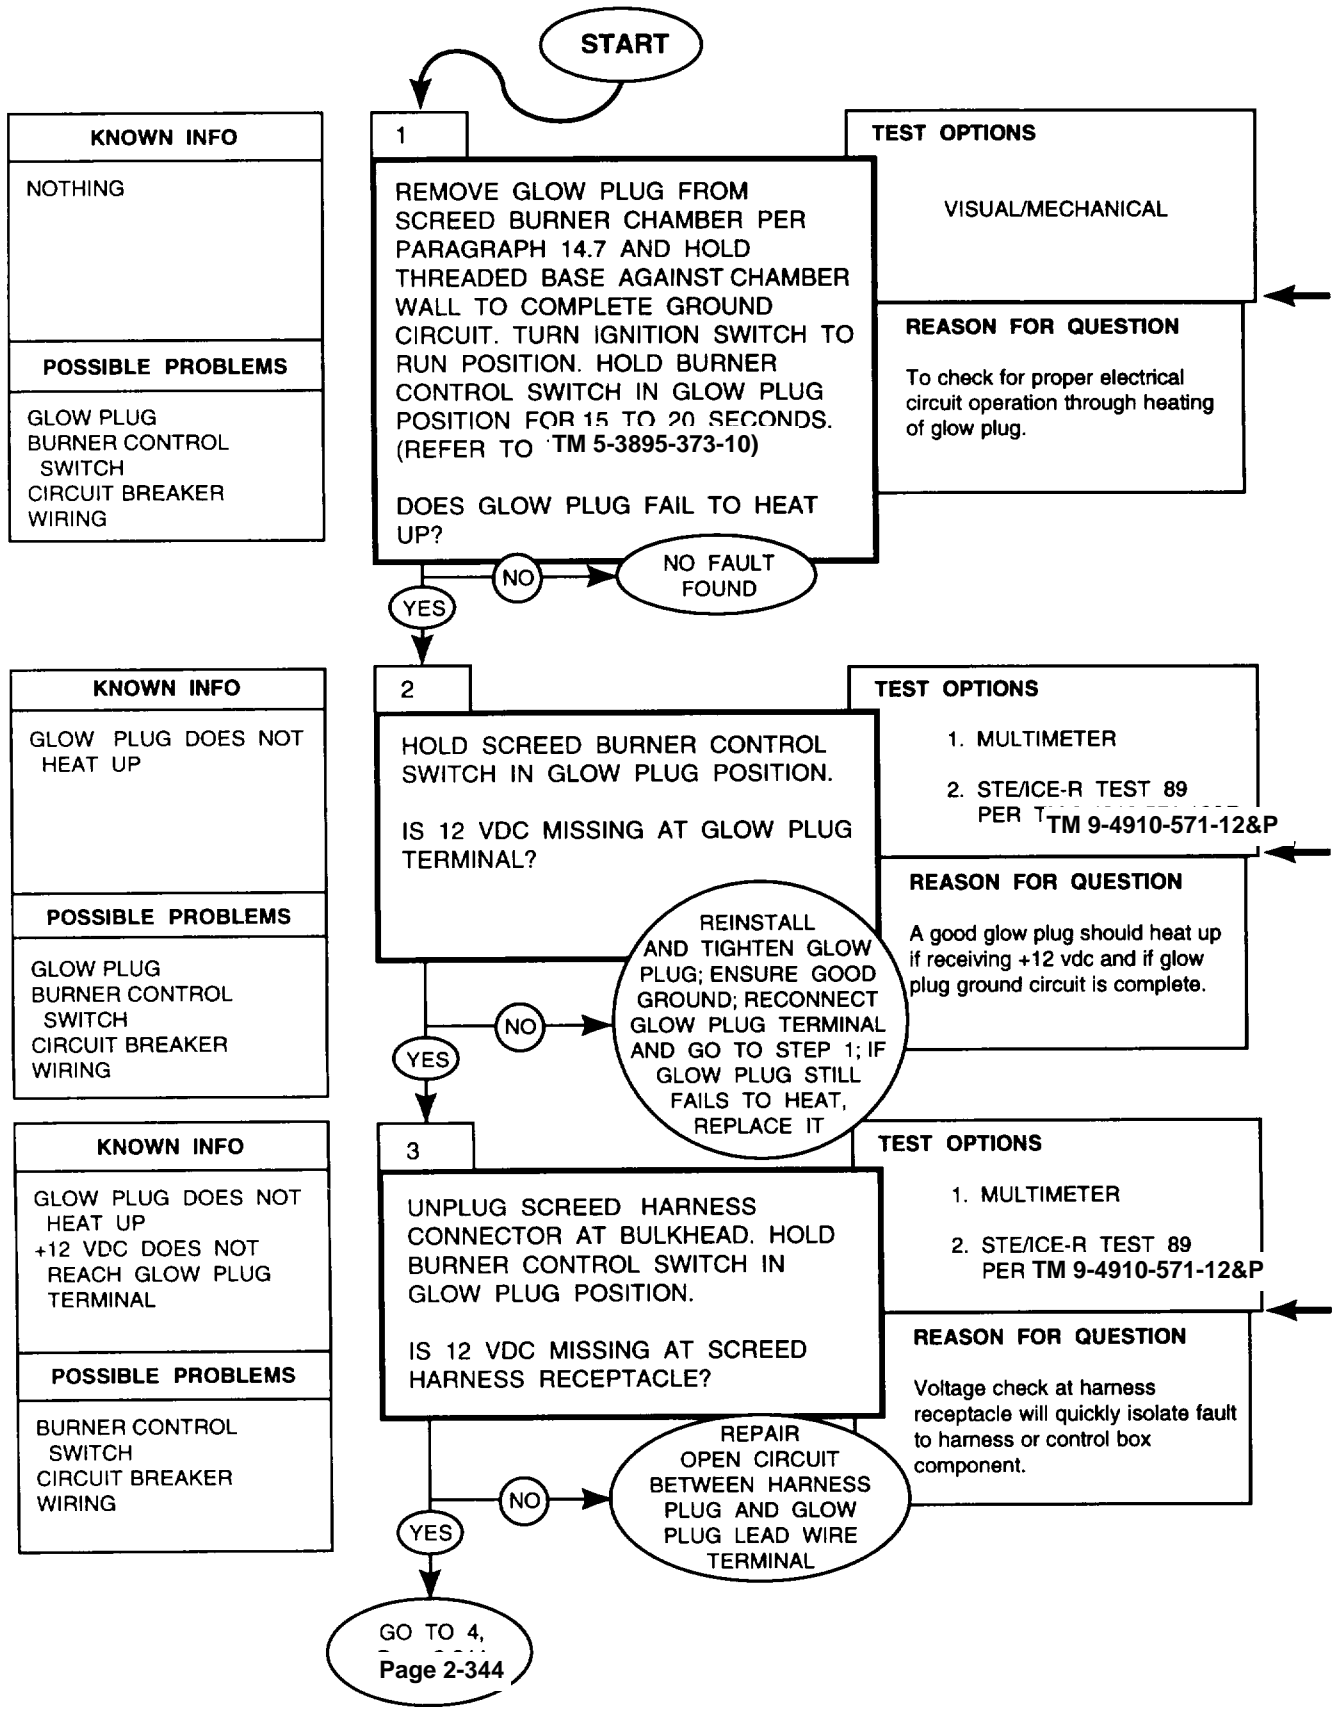 START
KNOWN INFO
NOTHING
POSSIBLE PROBLEMS
GLOW PLUG
BURNER CONTROL
SWITCH
CIRCUIT BREAKER
WIRING
1
REMOVE GLOW PLUG FROM
SCREED BURNER CHAMBER PER
PARAGRAPH 14.7 AND HOLD
THREADED BASE AGAINST CHAMBER
WALL TO COMPLETE GROUND
CIRCUIT. TURN IGNITION SWITCH TO
RUN POSITION. HOLD BURNER
CONTROL SWITCH IN GLOW PLUG
POSITION FOR 15 TO 20 SECONDS.
(REFER TO TM 5-3895-373-10)
DOES GLOW PLUG FAIL TO HEAT
UP?
TEST OPTIONS
VISUAL/MECHANICAL
REASON FOR QUESTION
To check for proper electrical
circuit operation through heating
of glow plug.
NO
NO FAULT
FOUND
YES
KNOWN INFO
GLOW PLUG DOES NOT
HEAT UP
POSSIBLE PROBLEMS
GLOW PLUG
BURNER CONTROL
SWITCH
CIRCUIT BREAKER
WIRING
2
HOLD SCREED BURNER CONTROL
SWITCH IN GLOW PLUG POSITION.
IS 12 VDC MISSING AT GLOW PLUG
TERMINAL?
TEST OPTIONS
1. MULTIMETER
2. STE/ICE-R TEST 89
PER TM 9-4910-571-12&P
REASON FOR QUESTION
A good glow plug should heat up
if receiving +12 vdc and if glow
plug ground circuit is complete.
NO
REINSTALL
AND TIGHTEN GLOW
PLUG; ENSURE GOOD
GROUND; RECONNECT
GLOW PLUG TERMINAL
AND GO TO STEP 1; IF
GLOW PLUG STILL
FAILS TO HEAT,
REPLACE IT
YES
KNOWN INFO
GLOW PLUG DOES NOT
HEAT UP
+12 VDC DOES NOT
REACH GLOW PLUG
TERMINAL
POSSIBLE PROBLEMS
BURNER CONTROL
SWITCH
CIRCUIT BREAKER
WIRING
3
UNPLUG SCREED HARNESS
CONNECTOR AT BULKHEAD. HOLD
BURNER CONTROL SWITCH IN
GLOW PLUG POSITION.
IS 12 VDC MISSING AT SCREED
HARNESS RECEPTACLE?
TEST OPTIONS
1. MULTIMETER
2. STE/ICE-R TEST 89
PER TM 9-4910-571-12&P
REASON FOR QUESTION
Voltage check at harness
receptacle will quickly isolate fault
to harness or control box
component.
NO
REPAIR
OPEN CIRCUIT
BETWEEN HARNESS
PLUG AND GLOW
PLUG LEAD WIRE
TERMINAL
YES
GO TO 4,
Page 2-344